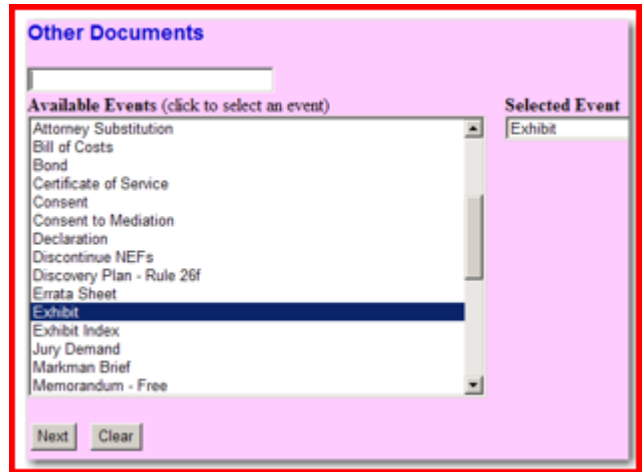 Other Documents
Available Events (click to select an event)
Selected Event
Attorney Substitution
Exhibit
Bill of Costs
Bond
Certificate of Service
Consent
Consent to Mediation
Declaration
Discontinue NEFs
Discovery Plan - Rule 26f
Errata Sheet
Exhibit
Exhibit Index
Jury Demand
Markman Brief
Memorandum - Free
Next
Clear